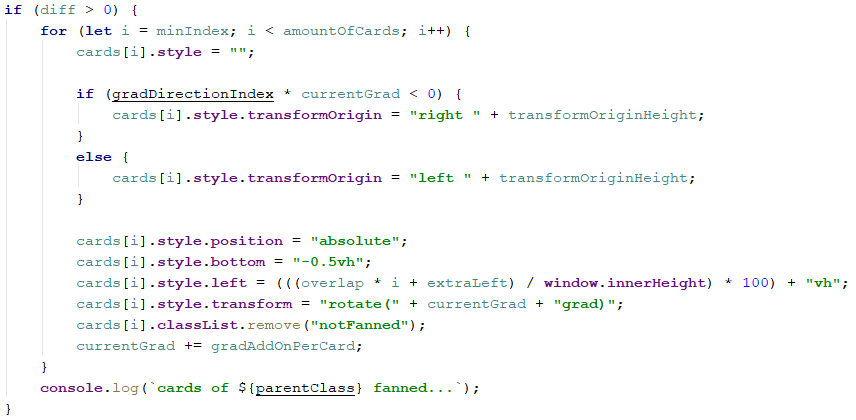 if (diff > 0) {
for (let i = minIndex; i < amountOfCards; i++) {
cards[i].style = "";
if (gradDirectionIndex * currentGrad < 0) {
cards[i].style.transformOrigin = "right " + transformOriginHeight;
}
else {
cards[i].style.transformOrigin = "left " + transformOriginHeight;
}
cards[i].style.position = "absolute";
cards[i].style.bottom = "-0.5vh";
cards[i].style.left = (((overlap * i + extraLeft) / window.innerHeight) * 100) + "vh";
cards[i].style.transform = "rotate(" + currentGrad + "grad)";
cards[i].classList.remove("notFanned");
currentGrad += gradAddOnPerCard;
}
console.log(`cards of ${parentClass} fanned...`);
}